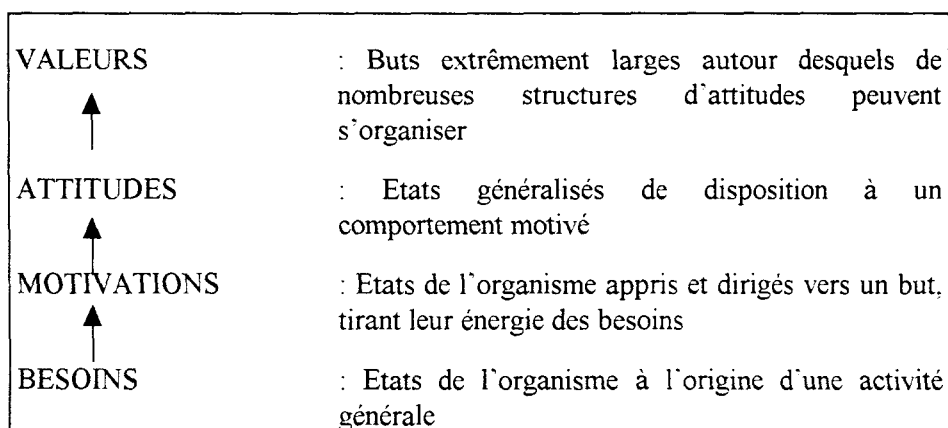 VALEURS : Buts extrêmement larges autour desquels de
nombreuses structures d'attitudes peuvent
s'organiser
ATTITUDES : Etats généralisés de disposition à un
comportement motivé
MOTIVATIONS : Etats de l'organisme appris et dirigés vers un but,
tirant leur énergie des besoins
BESOINS : Etats de l'organisme à l'origine d'une activité
générale